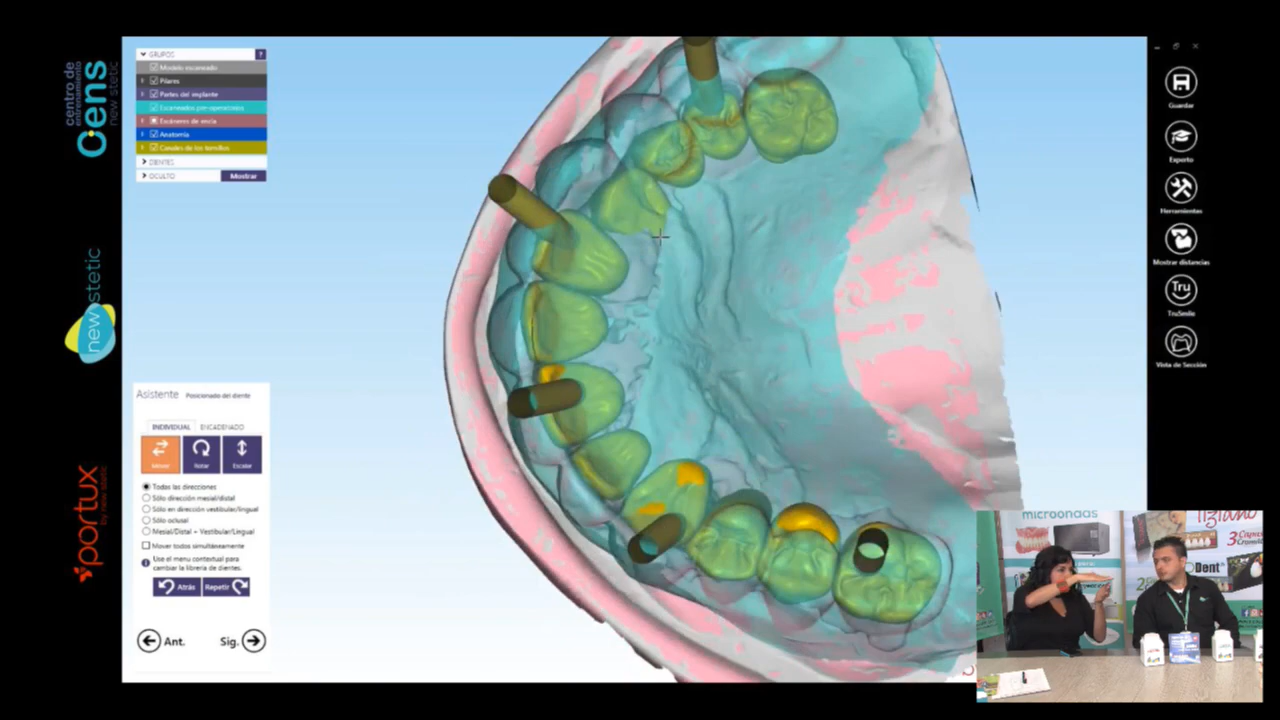 centro de
entrenamiento
cens
new stetic
newstetic
portux
by new stetic
GRUPOS
?
Modelo escaneado
Pilares
Partes del implante
Escaneados pre-operatorios
Escáneres de encía
Anatomía
Canales de los tornillos
DIENTES
OCULTO
Mostrar
Asistente
Posicionado del diente
INDIVIDUAL
ENCADENADO
Mover
Rotar
Escalar
Todas las direcciones
Sólo dirección mesial/distal
Sólo en dirección vestibular/lingual
Sólo oclusal
Mesial/Distal + Vestibular/Lingual
Mover todos simultáneamente
Use el menu contextual para
cambiar la librería de dientes.
Atrás
Repetir
Ant.
Sig.
Guardar
Experto
Herramientas
Mostrar distancias
Tru
TruSmile
Vista de Sección
microondas
Tiziano
3 Capas
Dent